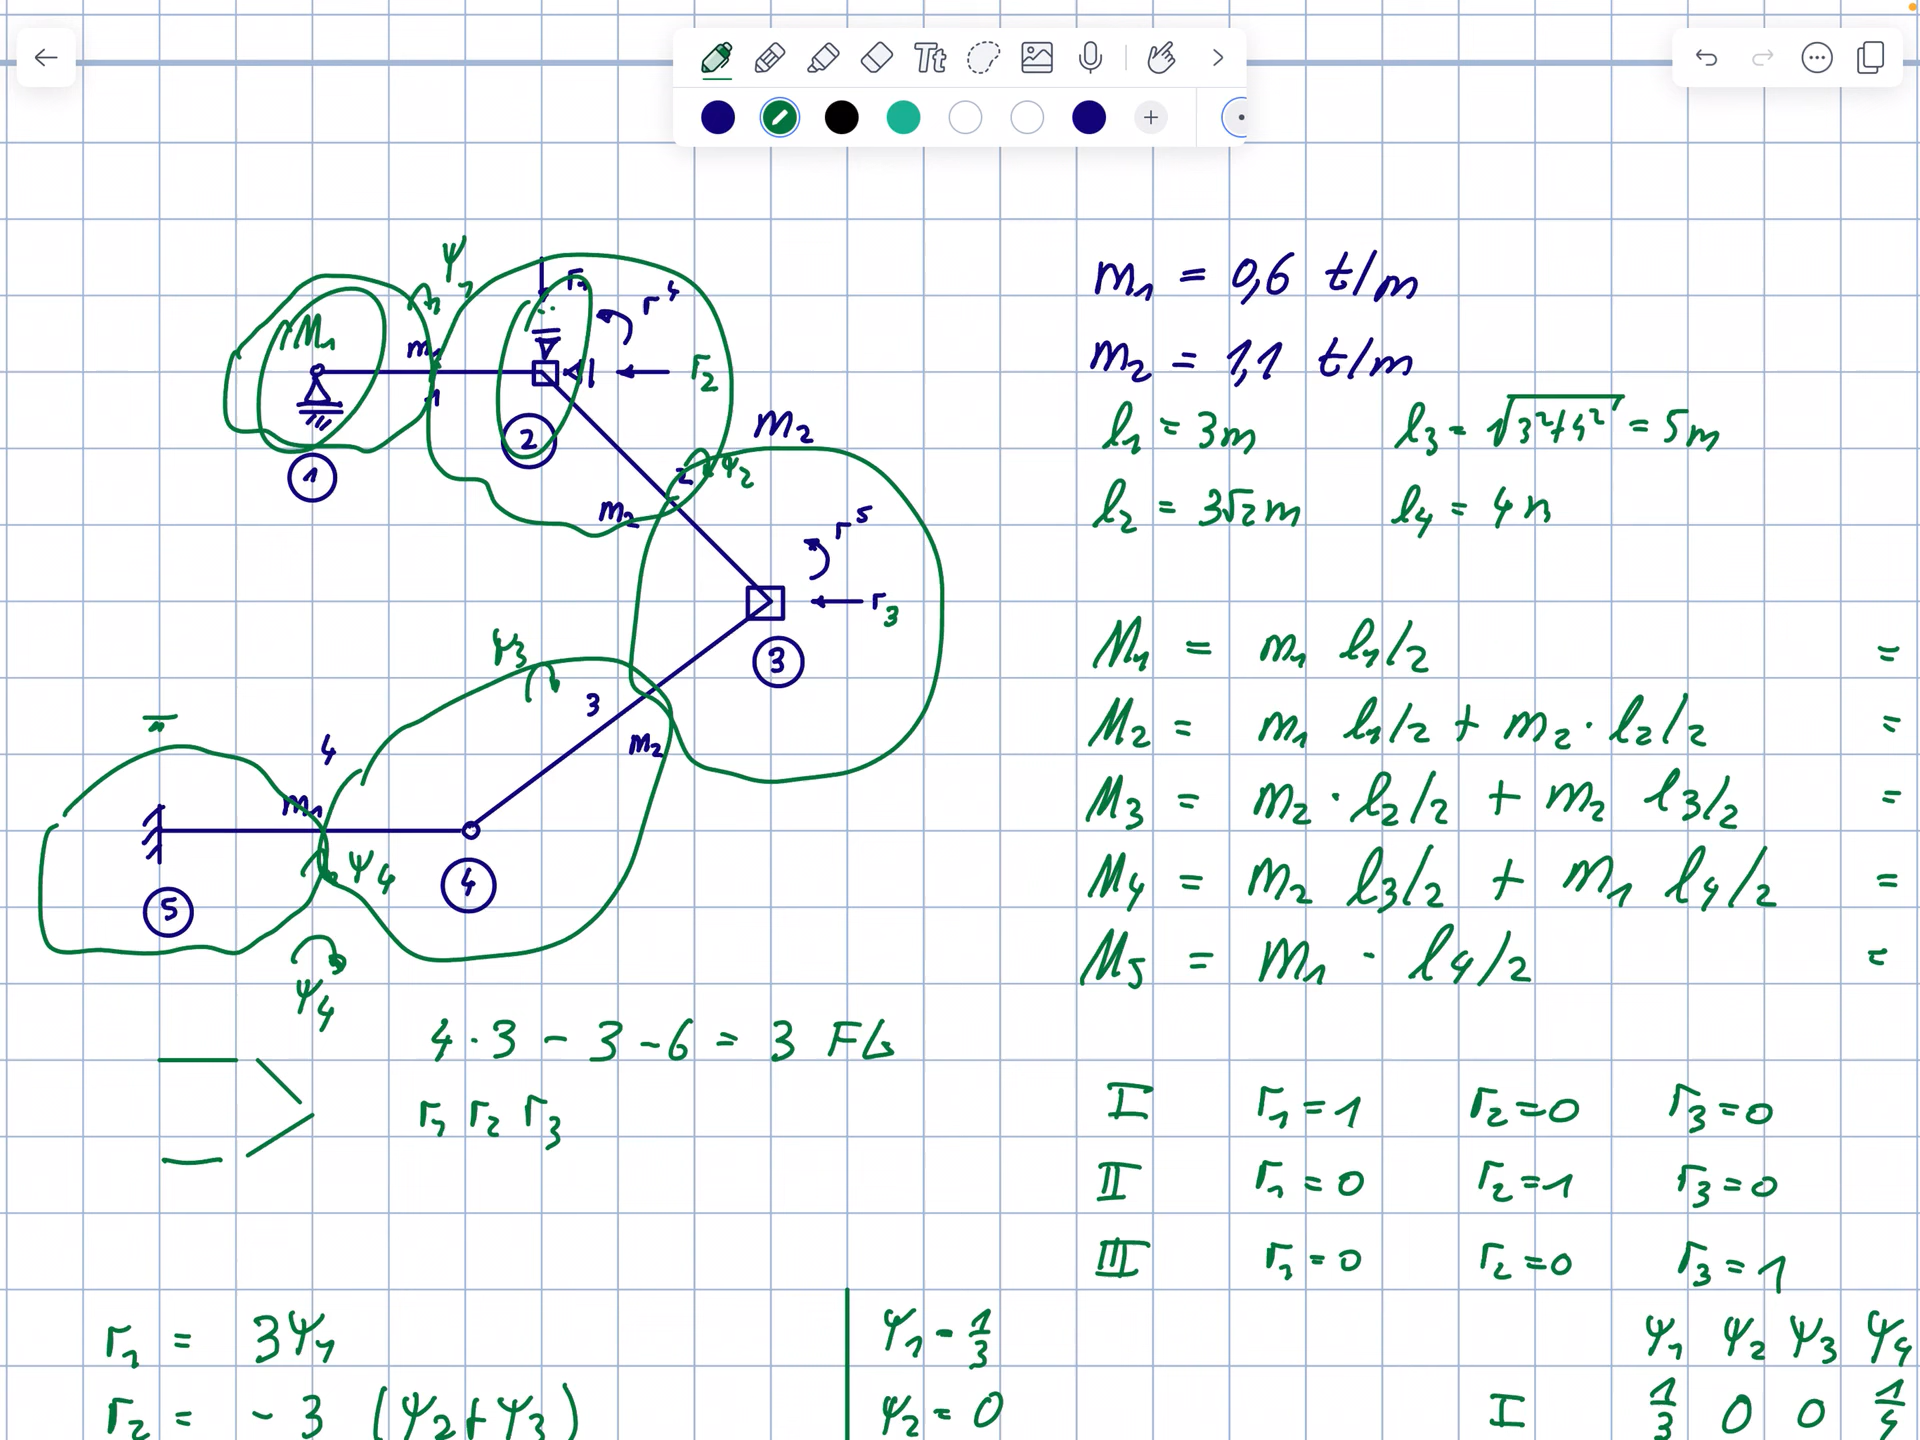 Tt
ψ₁
r₁
r⁴
M₁
m₁
r₂
1
2
1
m₂
2
ψ₂
m₂
r⁵
r₃
ψ₃
3
3
m₂
4
m₁
ψ₄
5
4
ψ₄
4·3 - 3 - 6 = 3 FG
r₁ r₂ r₃
r₁ = 3ψ₁
r₂ = - 3 (ψ₂+ψ₃)
ψ₁ = 1/3
ψ₂ = 0
m₁ = 0,6 t/m
m₂ = 1,1 t/m
l₁ = 3m l₃ = √3²+4² = 5m
l₂ = 3√2 m l₄ = 4m
M₁ = m₁ l₁/2 =
M₂ = m₁ l₁/2 + m₂· l₂/2 =
M₃ = m₂ · l₂/2 + m₂ l₃/2 =
M₄ = m₂ l₃/2 + m₁ l₄/2 =
M₅ = m₁ · l₄/2 =
I r₁=1 r₂=0 r₃=0
II r₁=0 r₂=1 r₃=0
III r₁=0 r₂=0 r₃=1
ψ₁ ψ₂ ψ₃ ψ₄
I 1/3 0 0 1/4